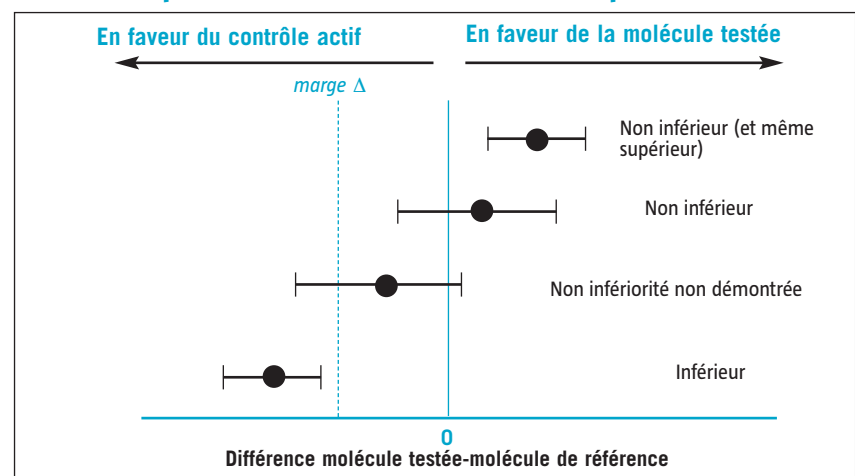 En faveur du contrôle actif
En faveur de la molécule testée
marge Δ
Non inférieur (et même
supérieur)
Non inférieur
Non infériorité non démontrée
Inférieur
0
Différence molécule testée-molécule de référence